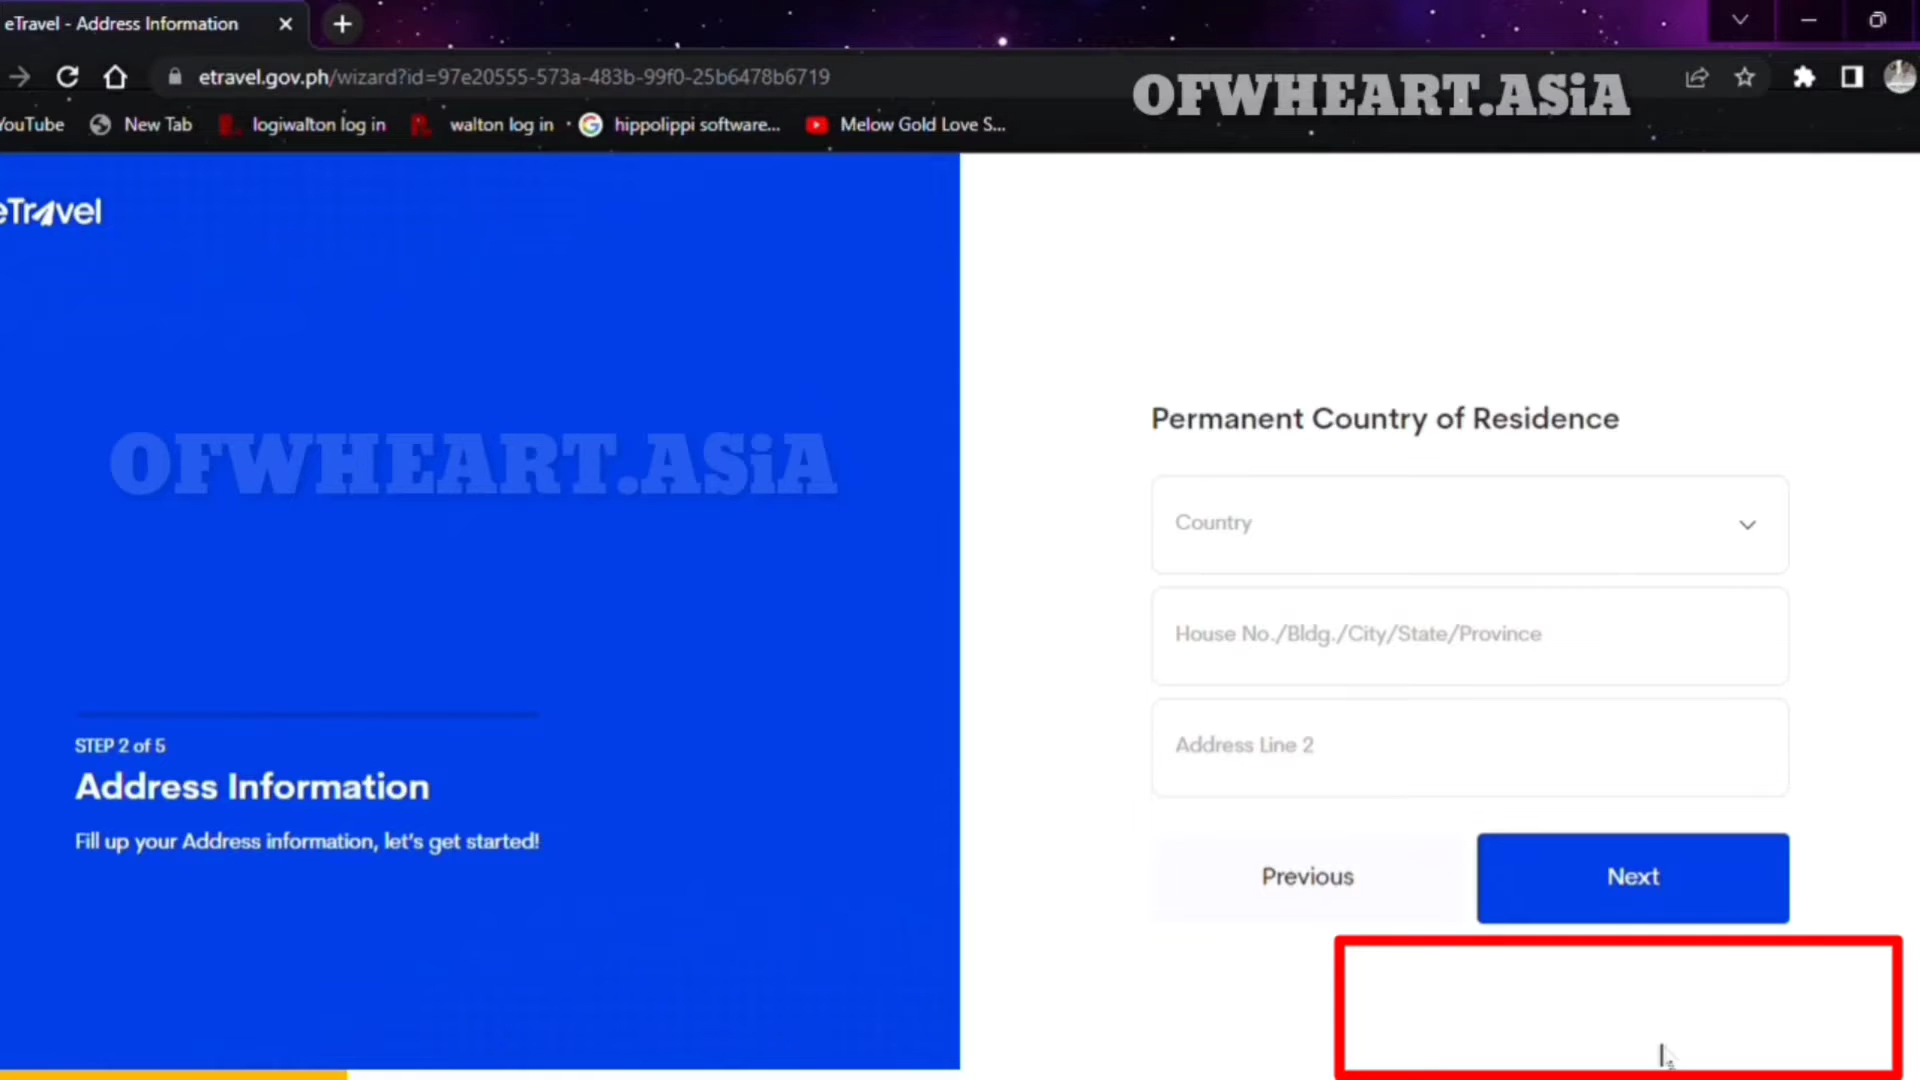 eTravel - Address Information
etravel.gov.ph/wizard?id=97e20555-573a-483b-99f0-25b6478b6719
OFWHEART.ASiA
YouTube
New Tab
logiwalton log in
walton log in
hippolippi software...
Melow Gold Love S...
eTravel
OFWHEART.ASiA
STEP 2 of 5
Address Information
Fill up your Address information, let's get started!
Permanent Country of Residence
Country
House No./Bldg./City/State/Province
Address Line 2
Previous
Next